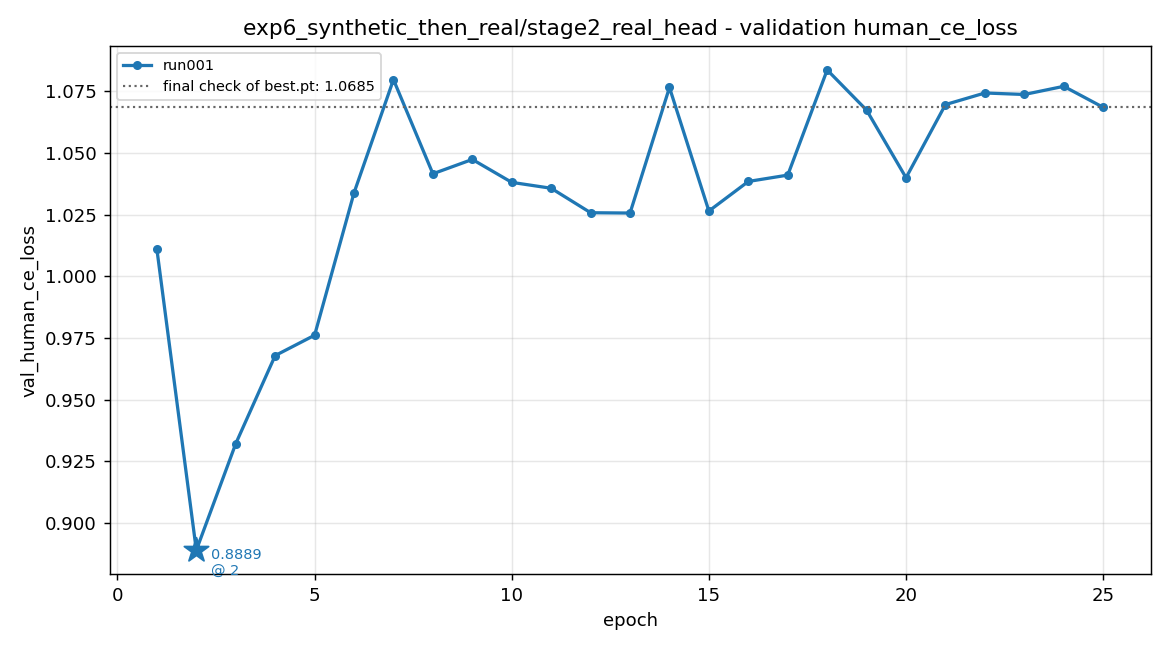 exp6_synthetic_then_real/stage2_real_head - validation human_ce_loss
run001
final check of best.pt: 1.0685
val_human_ce_loss
1.075
1.050
1.025
1.000
0.975
0.950
0.925
0.900
0.8889
@ 2
0 5 10 15 20 25
epoch